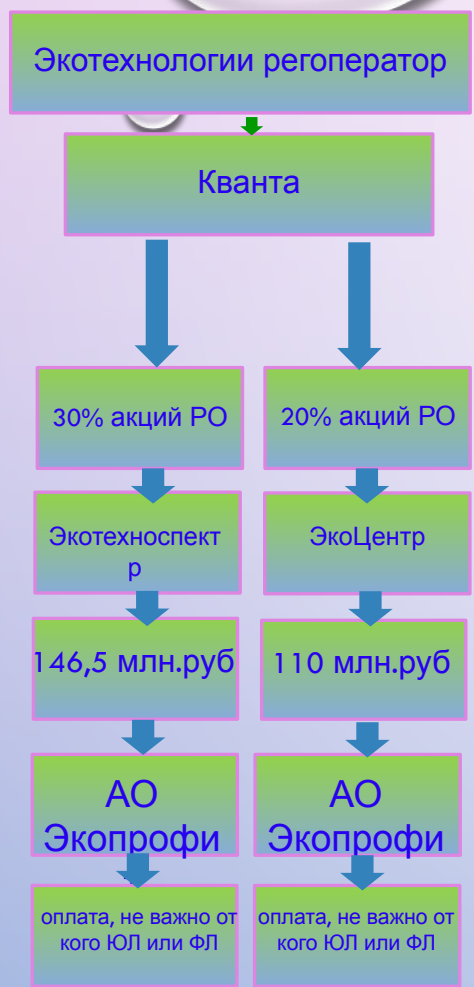 Экотехнологии регоператор
Кванта
30% акций РО
20% акций РО
Экотехноспект
р
ЭкоЦентр
146,5 млн.руб
110 млн.руб
АО
Экопрофи
АО
Экопрофи
оплата, не важно от
кого ЮЛ или ФЛ
оплата, не важно от
кого ЮЛ или ФЛ